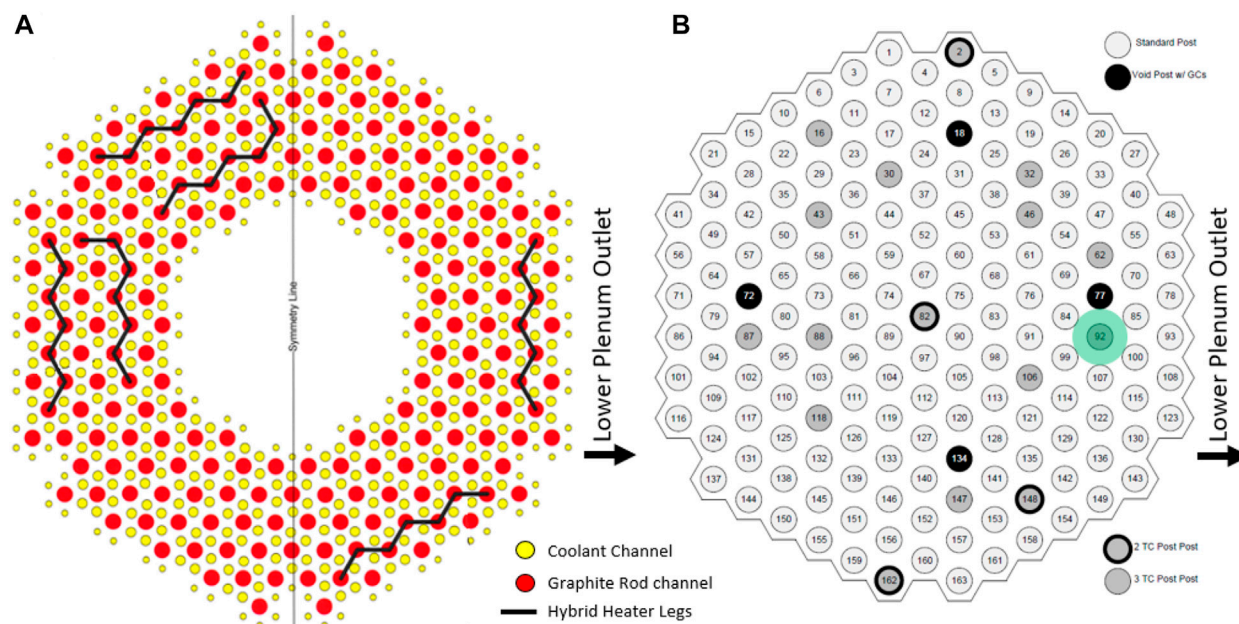 A
Symmetry Line
Coolant Channel
Graphite Rod channel
Hybrid Heater Legs
Lower Plenum Outlet
B
Standard Post
Void Post w/ GCs
1 2
3 4 5
6 7 8 9
10 11 12 13 14
15 16 17 18 19 20
21 22 23 24 25 26 27
28 29 30 31 32 33
34 35 36 37 38 39 40
41 42 43 44 45 46 47 48
49 50 51 52 53 54 55
56 57 58 59 60 61 62 63
64 65 66 67 68 69 70
71 72 73 74 75 76 77 78
79 80 81 82 83 84 85
86 87 88 89 90 91 92 93
94 95 96 97 98 99 100
101 102 103 104 105 106 107 108
109 110 111 112 113 114 115
116 117 118 119 120 121 122 123
124 125 126 127 128 129 130
131 132 133 134 135 136
137 138 139 140 141 142 143
144 145 146 147 148 149
150 151 152 153 154
155 156 157 158
159 160 161
162 163
2 TC Post Post
3 TC Post Post
Lower Plenum Outlet